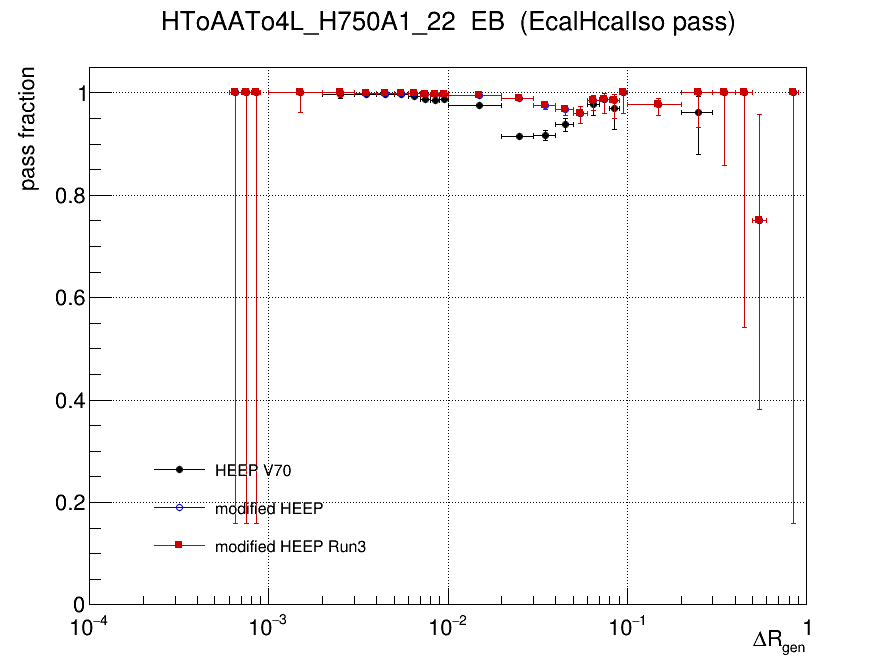 HToAATo4L_H750A1_22 EB (EcalHcalIso pass)
pass fraction
1
0.8
0.6
0.4
0.2
0
HEEP V70
modified HEEP
modified HEEP Run3
10⁻⁴
10⁻³
10⁻²
10⁻¹
1
ΔR_gen